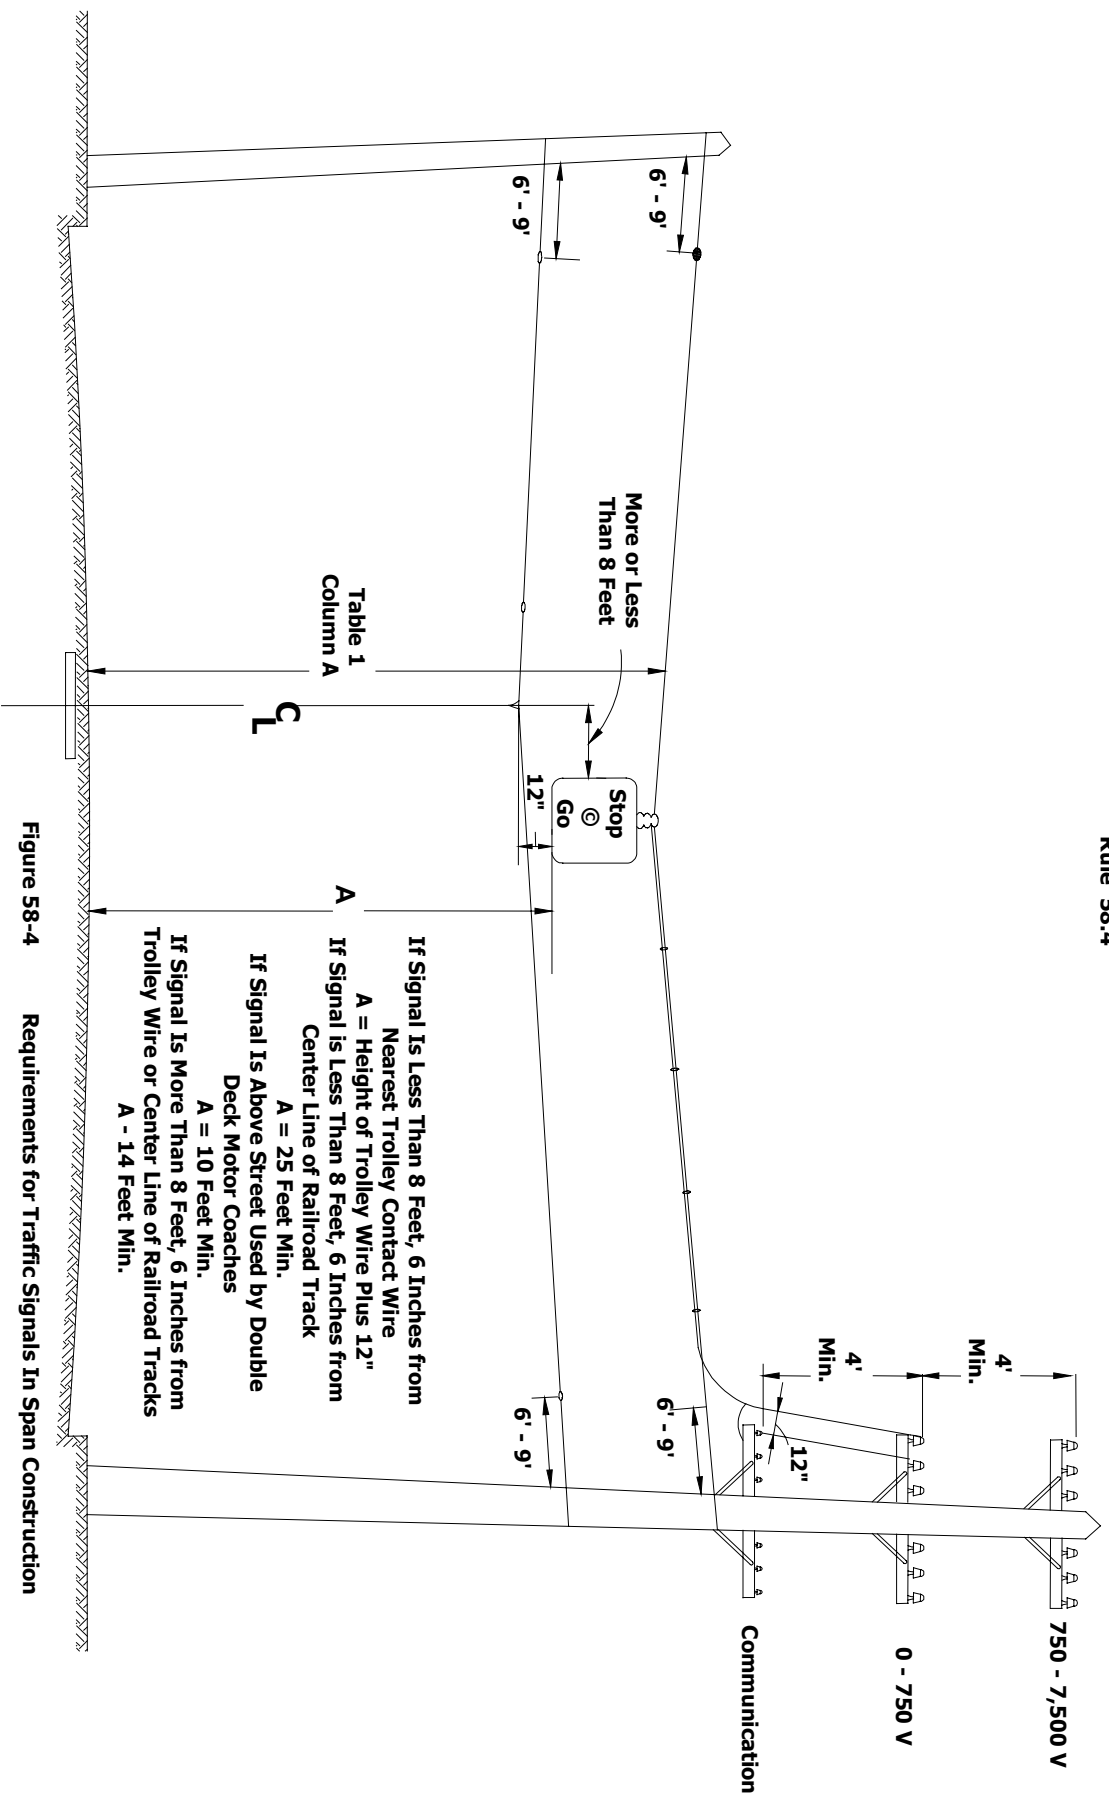 Rule 58.4
750 - 7,500 V
0 - 750 V
Communication
4'
Min.
4'
Min.
12"
6' - 9'
6' - 9'
6' - 9'
6' - 9'
More or Less
Than 8 Feet
Stop
©
Go
12"
Table 1
Column A
CL
A
If Signal Is Less Than 8 Feet, 6 Inches from
Nearest Trolley Contact Wire
A = Height of Trolley Wire Plus 12"
If Signal is Less Than 8 Feet, 6 Inches from
Center Line of Railroad Track
A = 25 Feet Min.
If Signal Is Above Street Used by Double
Deck Motor Coaches
A = 10 Feet Min.
If Signal Is More Than 8 Feet, 6 Inches from
Trolley Wire or Center Line of Railroad Tracks
A - 14 Feet Min.
Figure 58-4 Requirements for Traffic Signals In Span Construction